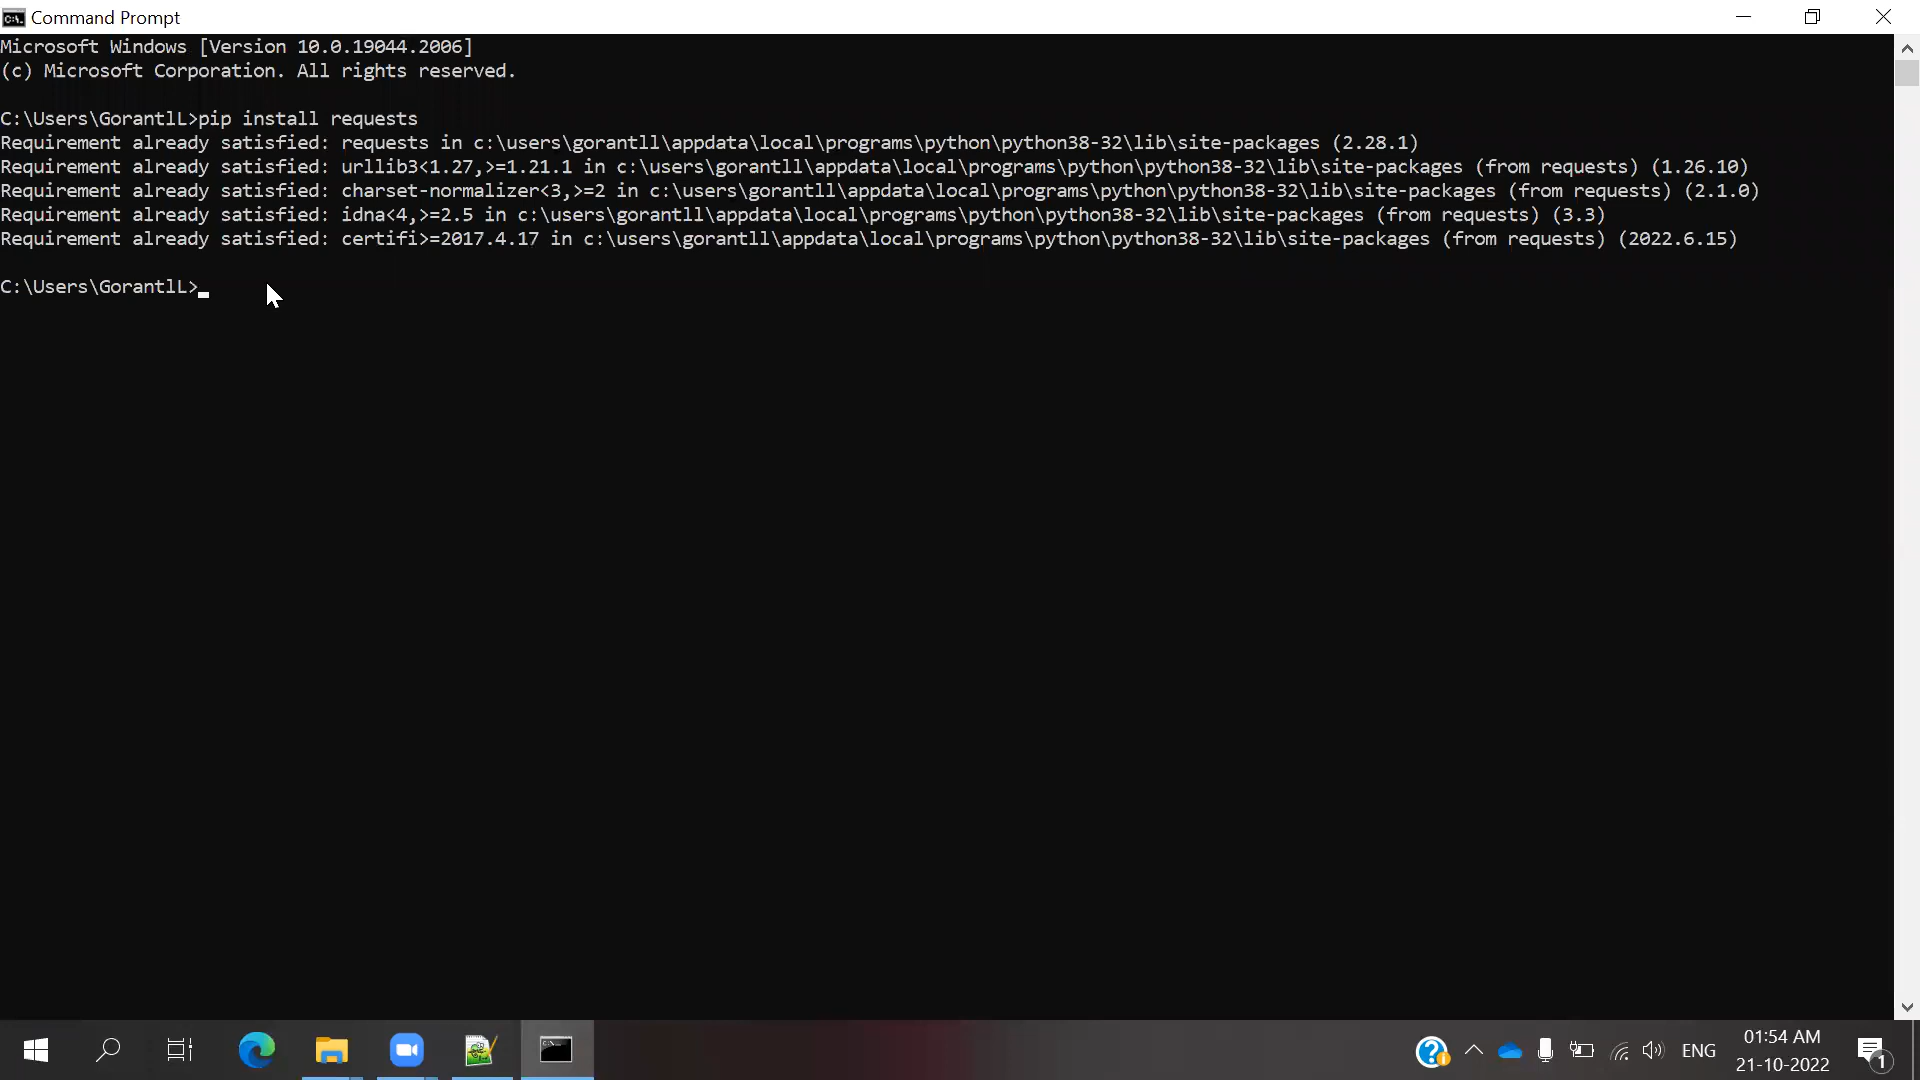 Command Prompt
Microsoft Windows [Version 10.0.19044.2006]
(c) Microsoft Corporation. All rights reserved.
C:\Users\GorantlL>pip install requests
Requirement already satisfied: requests in c:\users\gorantll\appdata\local\programs\python\python38-32\lib\site-packages (2.28.1)
Requirement already satisfied: urllib3<1.27,>=1.21.1 in c:\users\gorantll\appdata\local\programs\python\python38-32\lib\site-packages (from requests) (1.26.10)
Requirement already satisfied: charset-normalizer<3,>=2 in c:\users\gorantll\appdata\local\programs\python\python38-32\lib\site-packages (from requests) (2.1.0)
Requirement already satisfied: idna<4,>=2.5 in c:\users\gorantll\appdata\local\programs\python\python38-32\lib\site-packages (from requests) (3.3)
Requirement already satisfied: certifi>=2017.4.17 in c:\users\gorantll\appdata\local\programs\python\python38-32\lib\site-packages (from requests) (2022.6.15)
C:\Users\GorantlL>
ENG
01:54 AM
21-10-2022
1